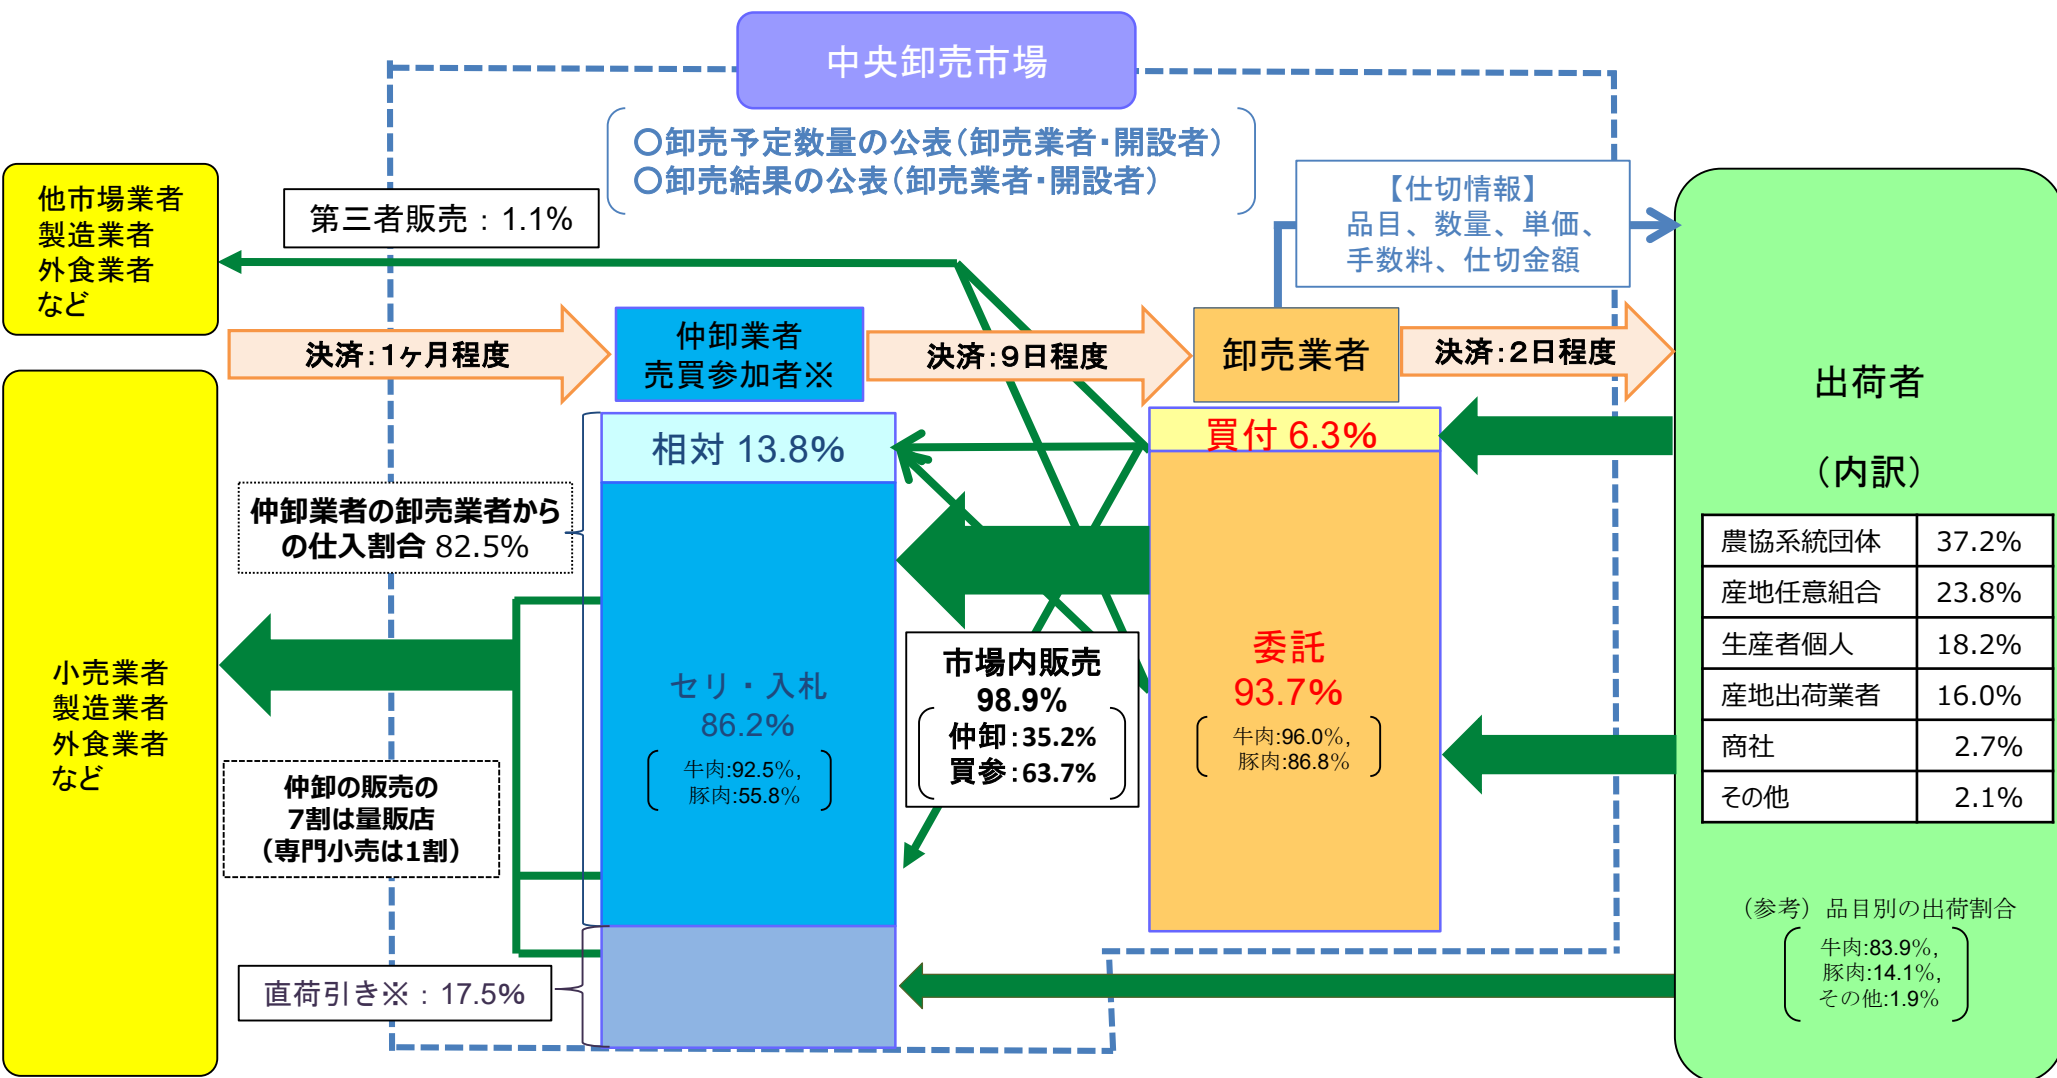 中央卸売市場
〇卸売予定数量の公表(卸売業者・開設者)
〇卸売結果の公表(卸売業者・開設者)
他市場業者
製造業者
外食業者
など
第三者販売：1.1%
【仕切情報】
品目、数量、単価、
手数料、仕切金額
決済：1ヶ月程度
仲卸業者
売買参加者※
決済：9日程度
卸売業者
決済：2日程度
出荷者
（内訳）
農協系統団体 37.2%
産地任意組合 23.8%
生産者個人 18.2%
産地出荷業者 16.0%
商社 2.7%
その他 2.1%
（参考）品目別の出荷割合
牛肉:83.9%,
豚肉:14.1%,
その他:1.9%
相対 13.8%
買付 6.3%
仲卸業者の卸売業者から
の仕入割合 82.5%
セリ・入札
86.2%
牛肉:92.5%,
豚肉:55.8%
市場内販売
98.9%
仲卸：35.2%
買参：63.7%
委託
93.7%
牛肉:96.0%,
豚肉:86.8%
小売業者
製造業者
外食業者
など
仲卸の販売の
7割は量販店
（専門小売は1割）
直荷引き※：17.5%